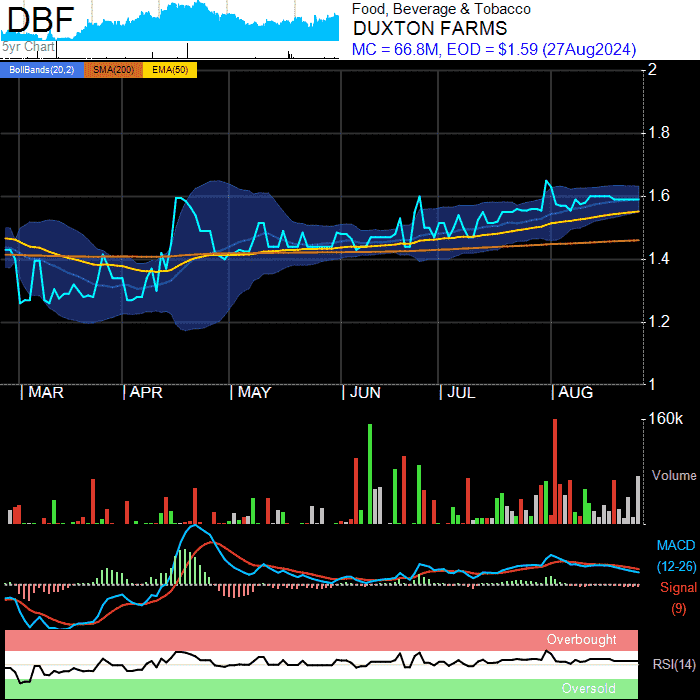 DBF
5yr Chart
Food, Beverage & Tobacco
DUXTON FARMS
MC = 66.8M, EOD = $1.59 (27Aug2024)
BollBands(20,2) SMA(200) EMA(50)
2
1.8
1.6
1.4
1.2
1
MAR APR MAY JUN JUL AUG
160k
Volume
MACD
(12-26)
Signal
(9)
Overbought
RSI(14)
Oversold